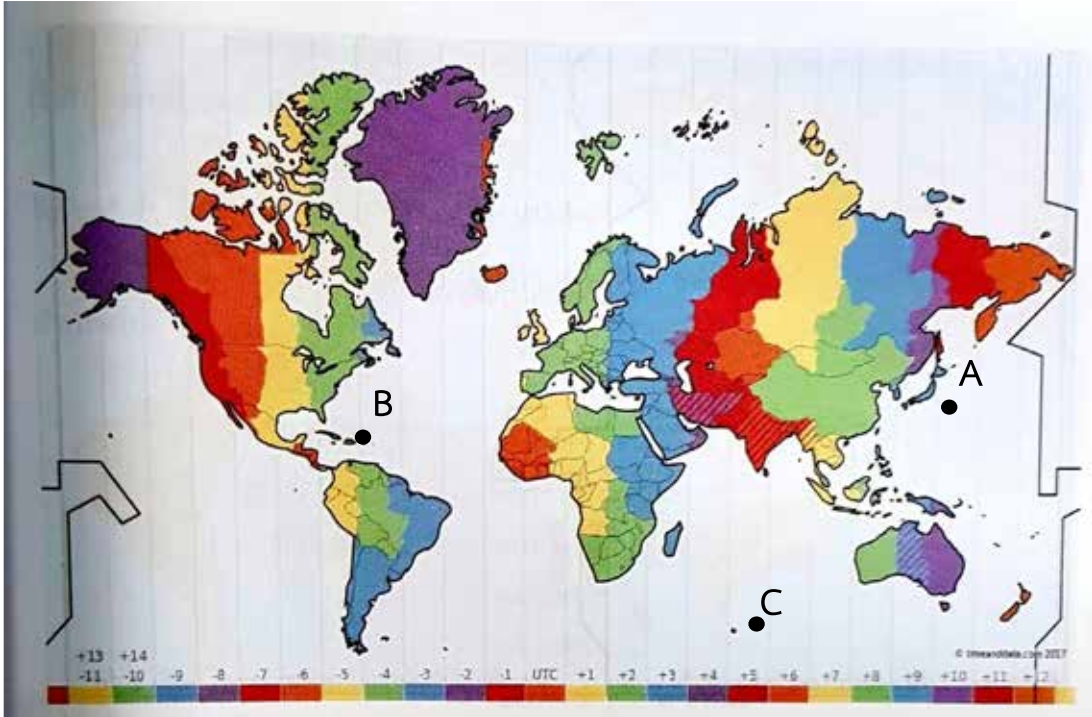 A
B
C
© timeanddate.com 2017
+13 +14
-11 -10 -9 -8 -7 -6 -5 -4 -3 -2 -1 UTC +1 +2 +3 +4 +5 +6 +7 +8 +9 +10 +11 +12